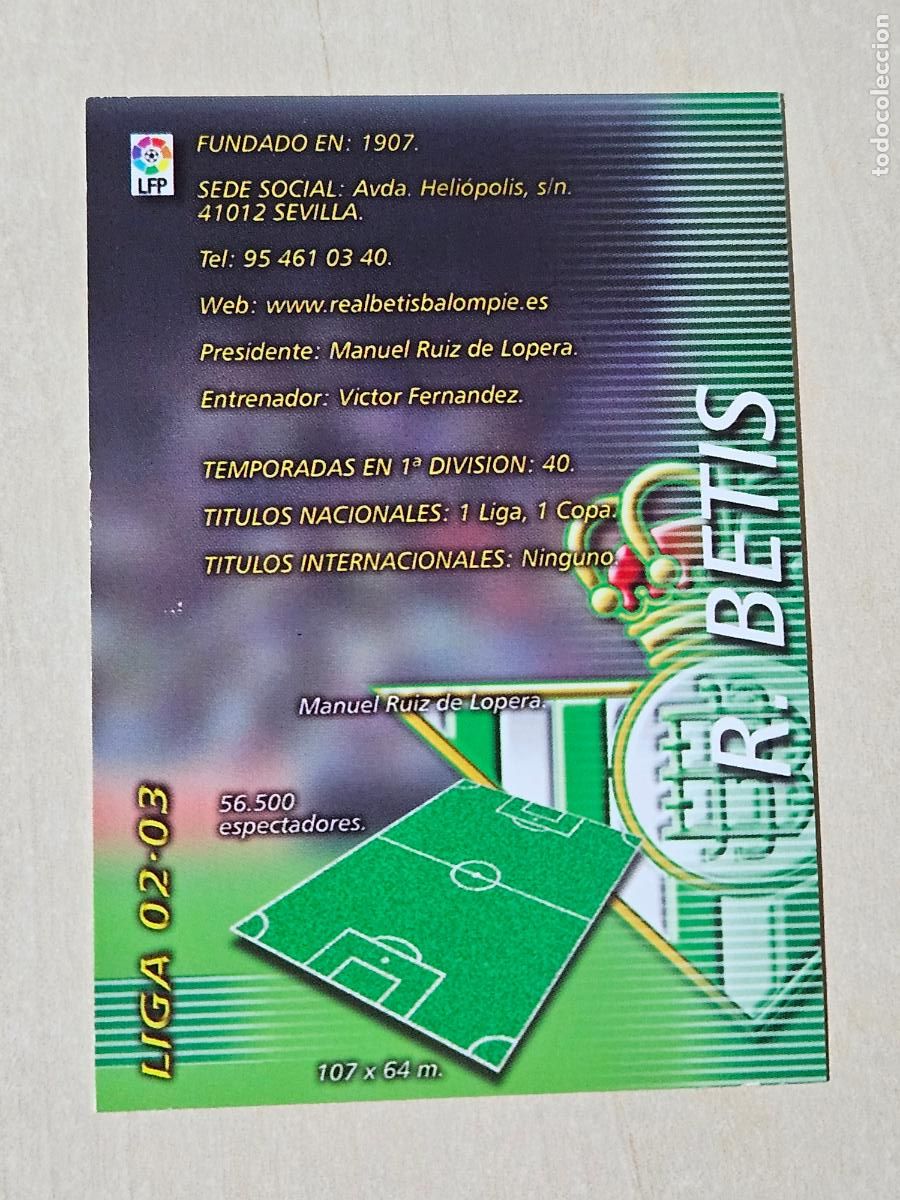 LFP
FUNDADO EN: 1907.
SEDE SOCIAL: Avda. Heliópolis, s/n.
41012 SEVILLA.
Tel: 95 461 03 40.
Web: www.realbetisbalompie.es
Presidente: Manuel Ruiz de Lopera.
Entrenador: Victor Fernandez.
TEMPORADAS EN 1ª DIVISION: 40.
TITULOS NACIONALES: 1 Liga, 1 Copa.
TITULOS INTERNACIONALES: Ninguno.
Manuel Ruiz de Lopera.
56.500
espectadores.
107 x 64 m.
LIGA 02·03
R. BETIS
todocoleccion